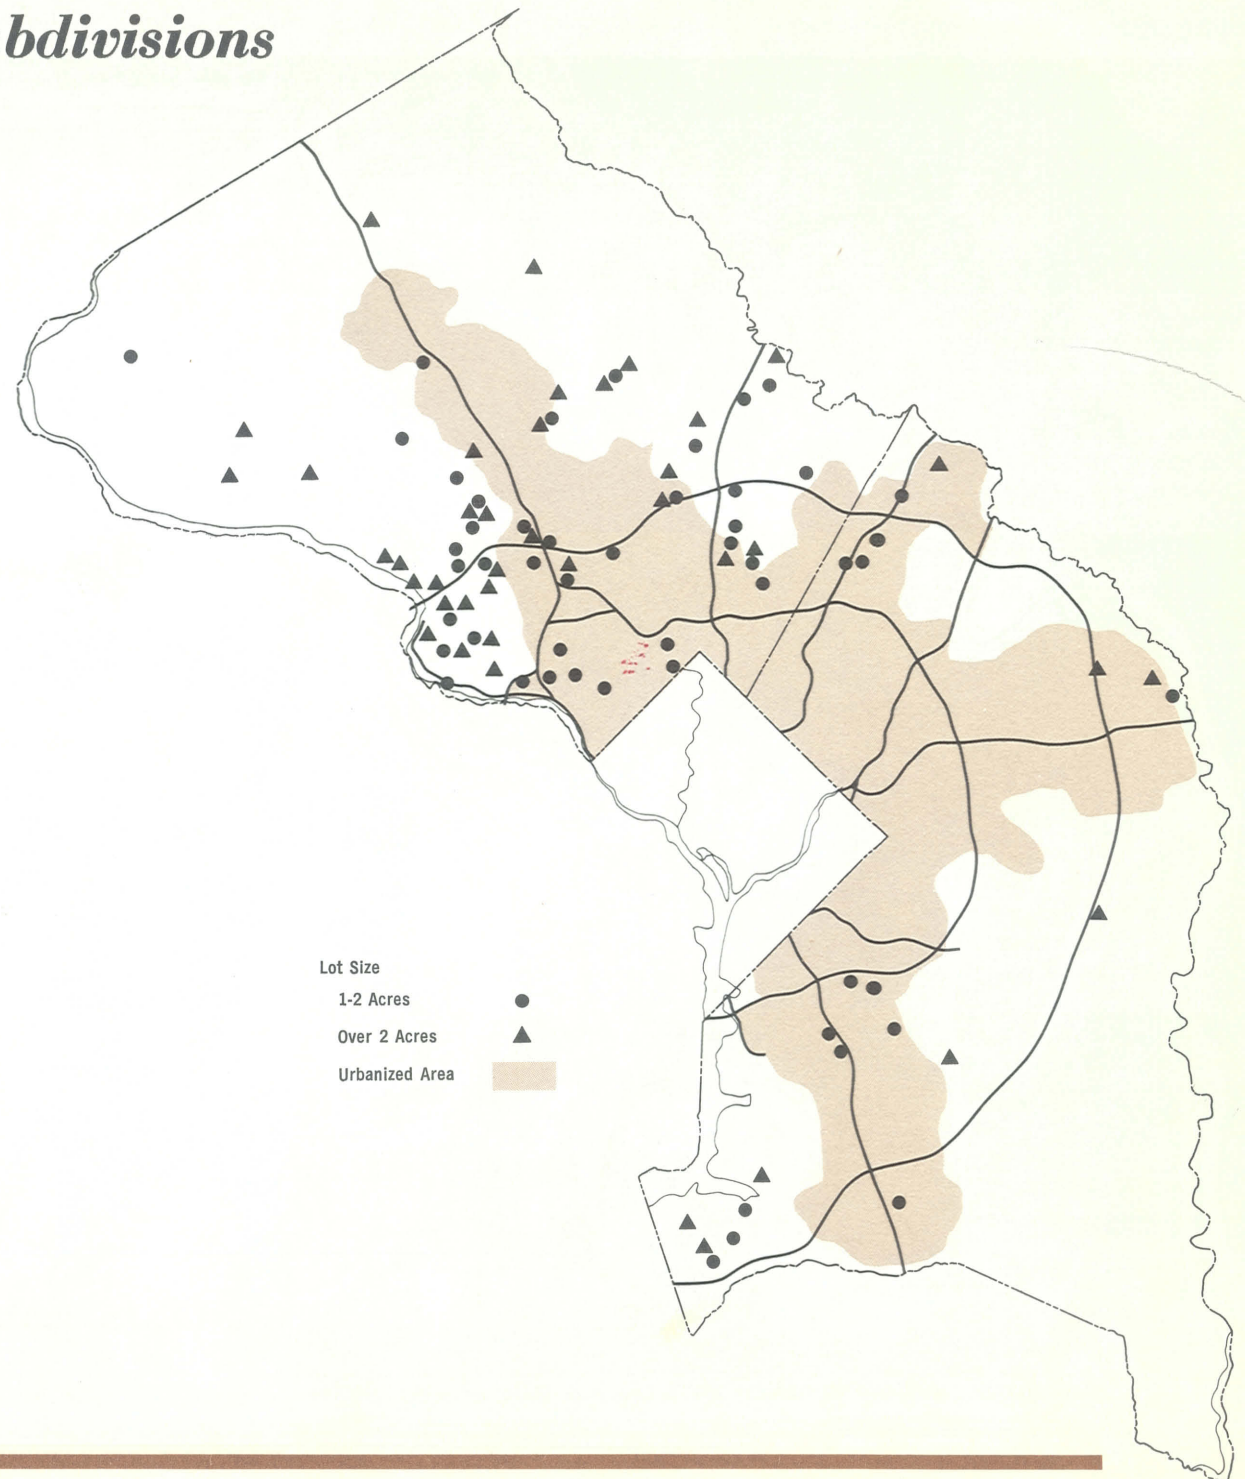 bdivisions
Lot Size
1-2 Acres
Over 2 Acres
Urbanized Area